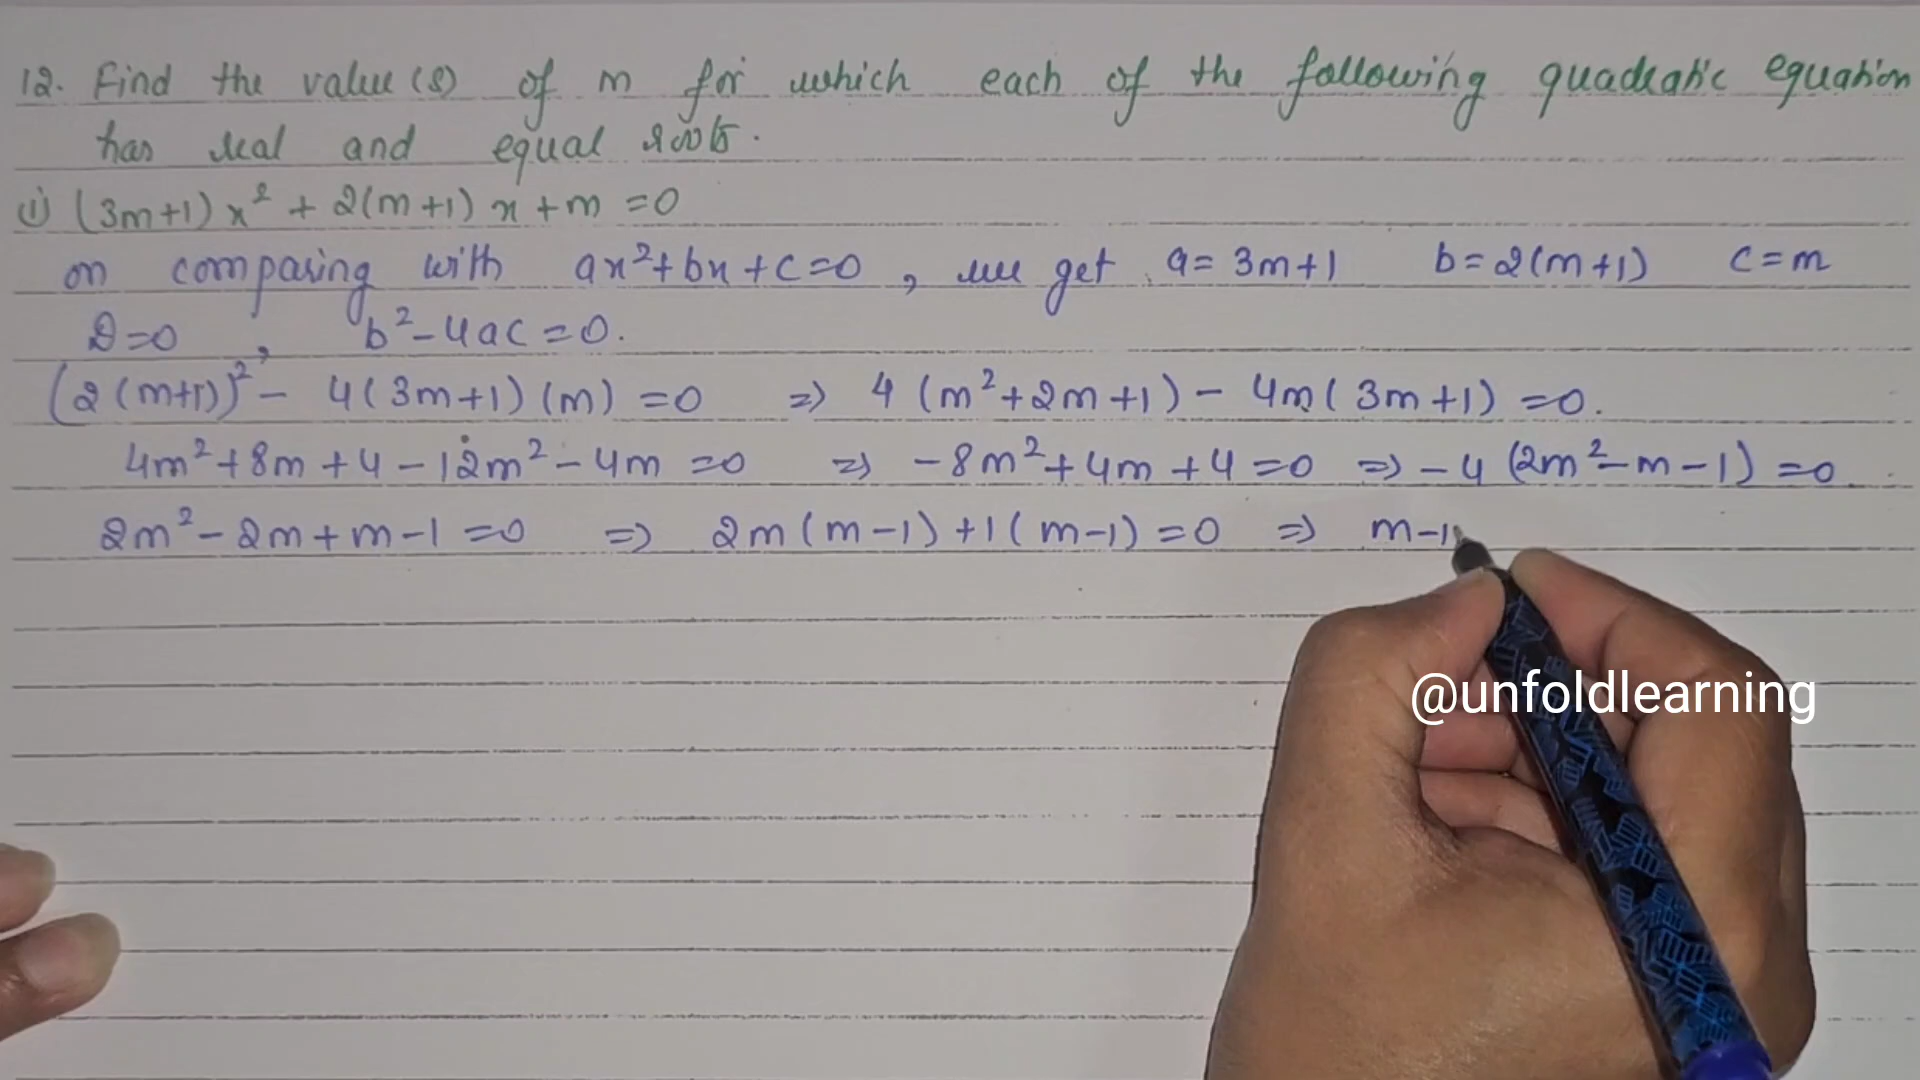 12. Find the value(s) of m for which each of the following quadratic equation
has real and equal roots.
(i) (3m+1)x² + 2(m+1)x + m = 0
on comparing with ax²+bx+c=0, we get a= 3m+1 b=2(m+1) c=m
D=0, b²-4ac=0.
(2(m+1))² - 4(3m+1)(m) = 0 ⇒ 4(m²+2m+1) - 4m(3m+1) = 0.
4m²+8m+4-12m²-4m=0 ⇒ -8m²+4m+4=0 ⇒ -4(2m²-m-1)=0
2m²-2m+m-1=0 ⇒ 2m(m-1)+1(m-1)=0 ⇒ m-1
@unfoldlearning